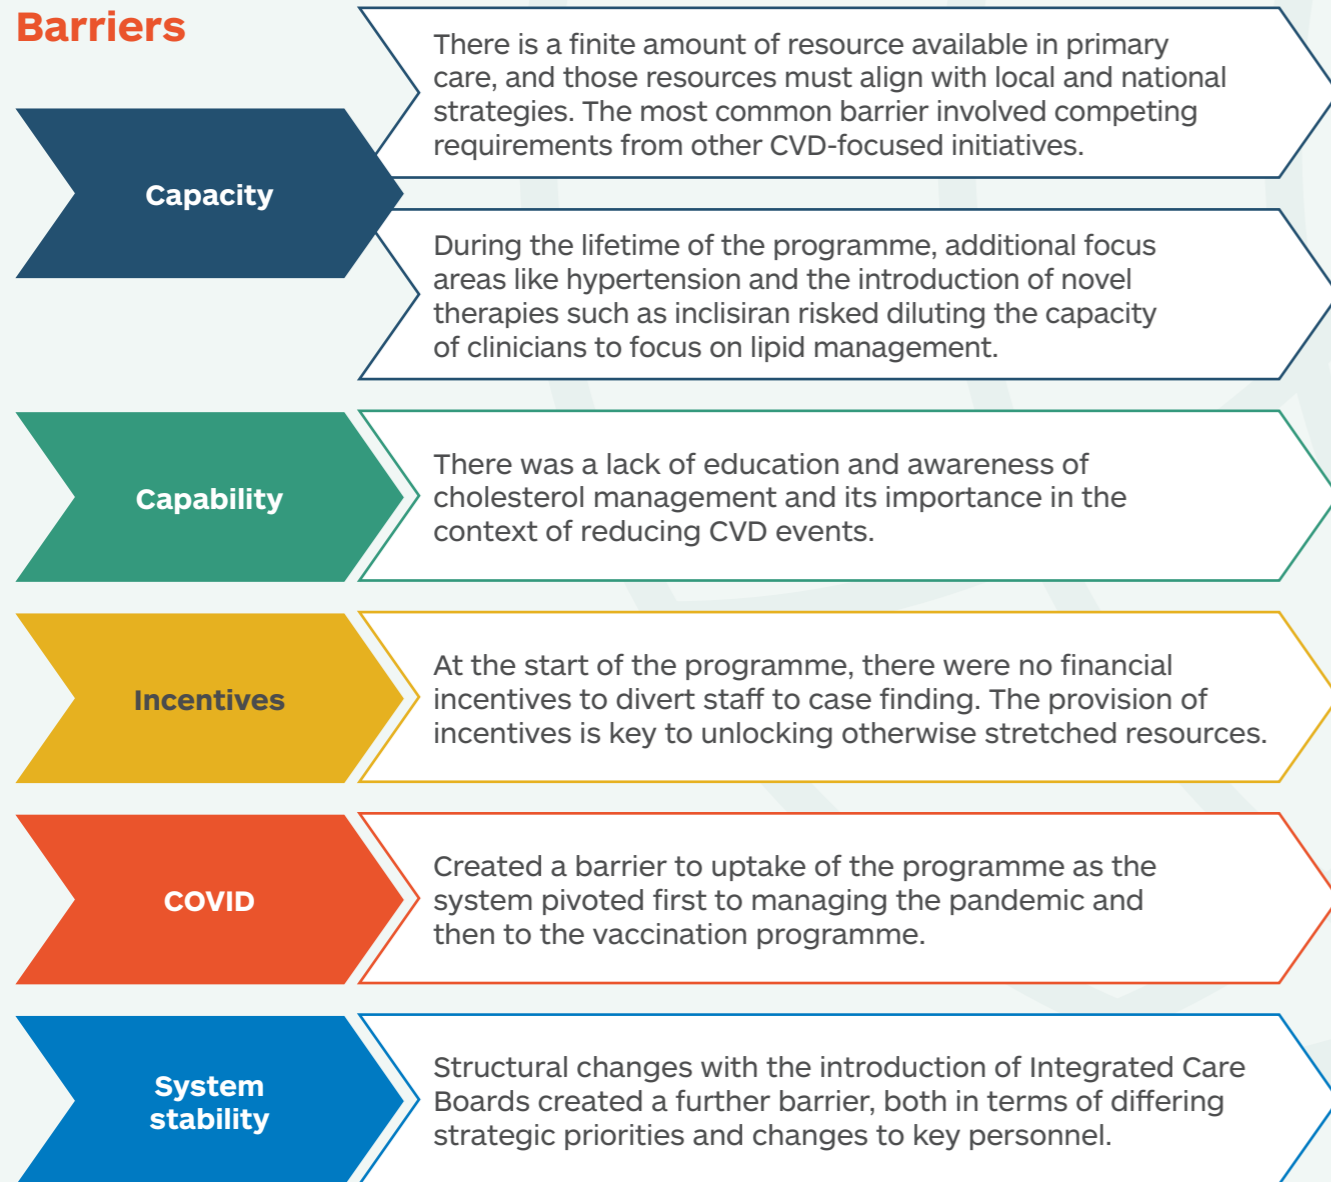 Barriers
Capacity
There is a finite amount of resource available in primary
care, and those resources must align with local and national
strategies. The most common barrier involved competing
requirements from other CVD-focused initiatives.
During the lifetime of the programme, additional focus
areas like hypertension and the introduction of novel
therapies such as inclisiran risked diluting the capacity
of clinicians to focus on lipid management.
Capability
There was a lack of education and awareness of
cholesterol management and its importance in the
context of reducing CVD events.
Incentives
At the start of the programme, there were no financial
incentives to divert staff to case finding. The provision of
incentives is key to unlocking otherwise stretched resources.
COVID
Created a barrier to uptake of the programme as the
system pivoted first to managing the pandemic and
then to the vaccination programme.
System
stability
Structural changes with the introduction of Integrated Care
Boards created a further barrier, both in terms of differing
strategic priorities and changes to key personnel.